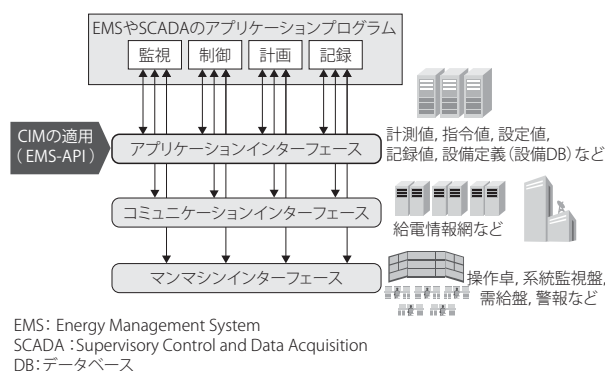 EMSやSCADAのアプリケーションプログラム
監視 制御 計画 記録
CIMの適用
（EMS-API）
アプリケーションインターフェース
計測値, 指令値, 設定値,
記録値, 設備定義（設備DB）など
コミュニケーションインターフェース
給電情報網など
マンマシンインターフェース
操作卓, 系統監視盤,
需給盤, 警報など
EMS：Energy Management System
SCADA：Supervisory Control and Data Acquisition
DB：データベース